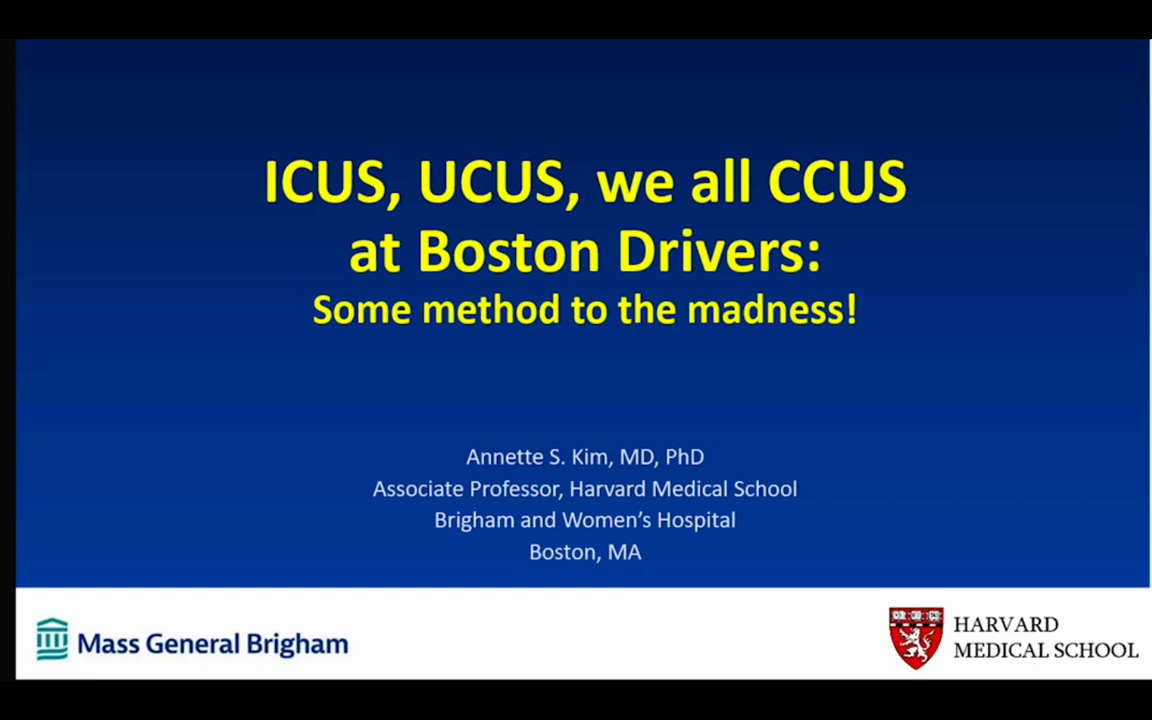 ICUS, UCUS, we all CCUS
at Boston Drivers:
Some method to the madness!
Annette S. Kim, MD, PhD
Associate Professor, Harvard Medical School
Brigham and Women's Hospital
Boston, MA
Mass General Brigham
HARVARD
MEDICAL SCHOOL